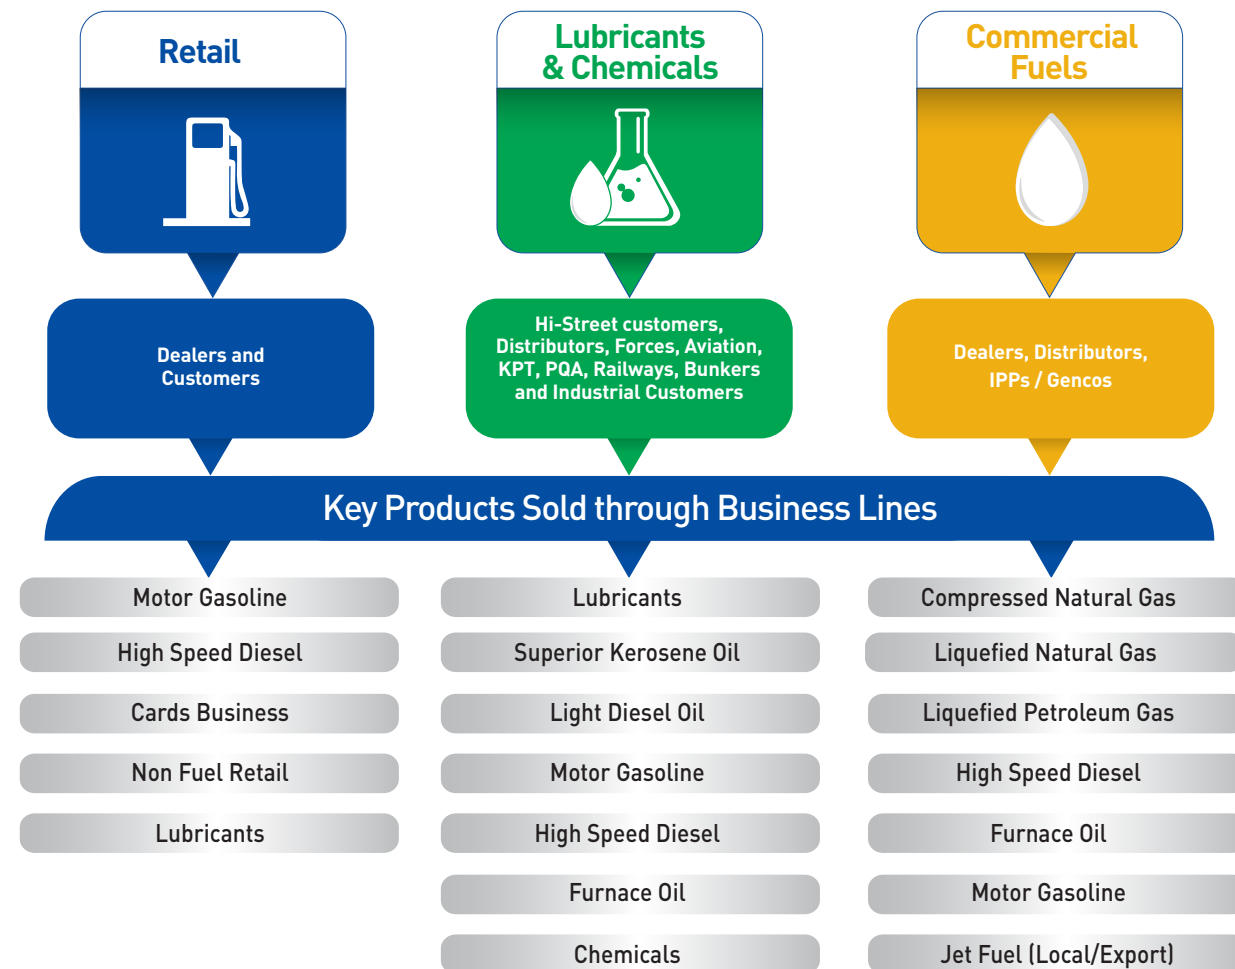 Retail
Lubricants
& Chemicals
Commercial
Fuels
Dealers and
Customers
Hi-Street customers,
Distributors, Forces, Aviation,
KPT, PQA, Railways, Bunkers
and Industrial Customers
Dealers, Distributors,
IPPs / Gencos
Key Products Sold through Business Lines
Motor Gasoline
High Speed Diesel
Cards Business
Non Fuel Retail
Lubricants
Lubricants
Superior Kerosene Oil
Light Diesel Oil
Motor Gasoline
High Speed Diesel
Furnace Oil
Chemicals
Compressed Natural Gas
Liquefied Natural Gas
Liquefied Petroleum Gas
High Speed Diesel
Furnace Oil
Motor Gasoline
Jet Fuel (Local/Export)